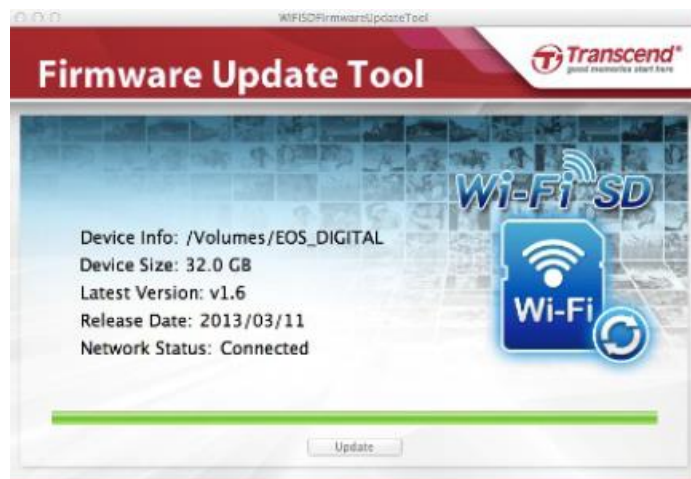 WIFISDFirmwareUpdateTool
Firmware Update Tool
Transcend®
good memories start here
Wi-Fi SD
Device Info: /Volumes/EOS_DIGITAL
Device Size: 32.0 GB
Latest Version: v1.6
Release Date: 2013/03/11
Network Status: Connected
Wi-Fi
Update